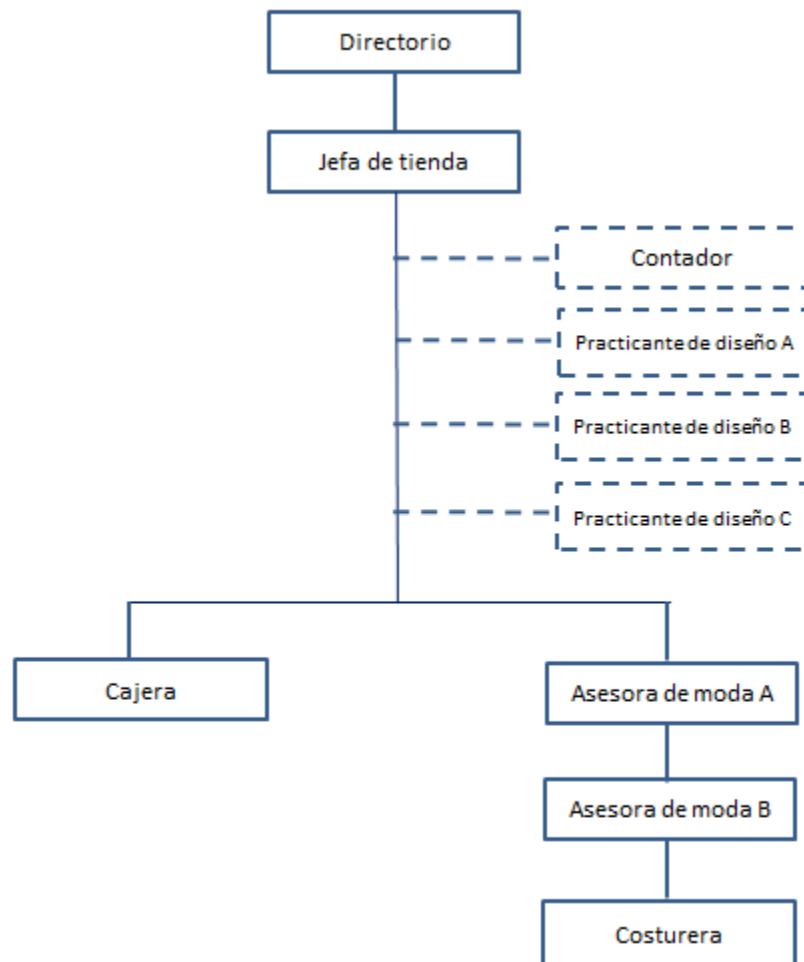 Directorio
Jefa de tienda
Contador
Practicante de diseño A
Practicante de diseño B
Practicante de diseño C
Cajera
Asesora de moda A
Asesora de moda B
Costurera